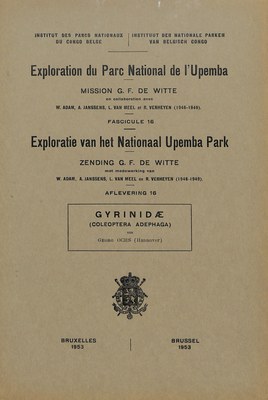 INSTITUT DES PARCS NATIONAUX
DU CONGO BELGE
INSTITUUT DER NATIONALE PARKEN
VAN BELGISCH CONGO
Exploration du Parc National de l'Upemba
MISSION G. F. DE WITTE
en collaboration avec
W. ADAM, A. JANSSENS, L. VAN MEEL et R. VERHEYEN (1946-1949).
FASCICULE 16
Exploratie van het Nationaal Upemba Park
ZENDING G. F. DE WITTE
met medewerking van
W. ADAM, A. JANSSENS, L. VAN MEEL en R. VERHEYEN (1946-1949).
AFLEVERING 16
GYRINIDÆ
(COLEOPTERA ADEPHAGA)
OCHS (Hannover)
BRUXELLES
1953
BRUSSEL
1953